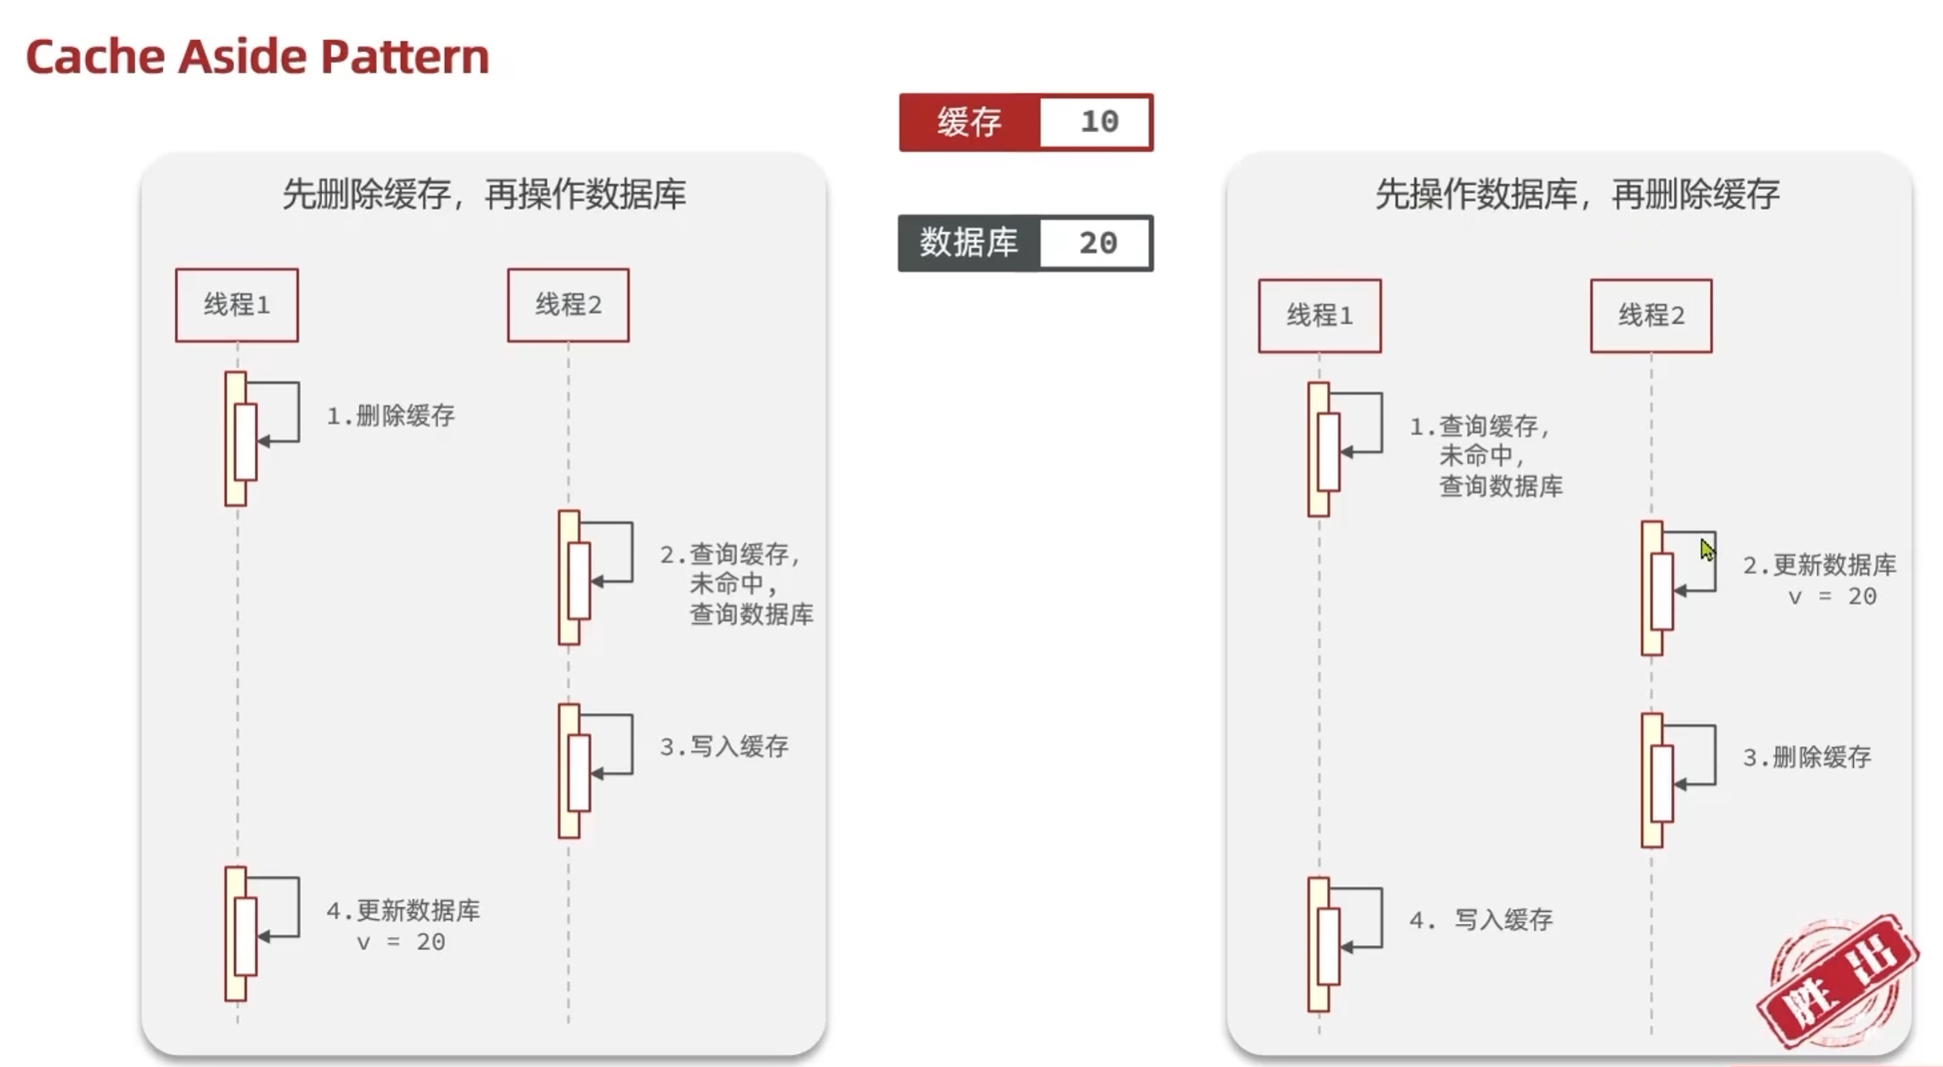 Cache Aside Pattern
缓存 10
数据库 20
先删除缓存，再操作数据库
线程1
线程2
1.删除缓存
2.查询缓存，
未命中，
查询数据库
3.写入缓存
4.更新数据库
v = 20
先操作数据库，再删除缓存
线程1
线程2
1.查询缓存，
未命中，
查询数据库
2.更新数据库
v = 20
3.删除缓存
4. 写入缓存
胜出